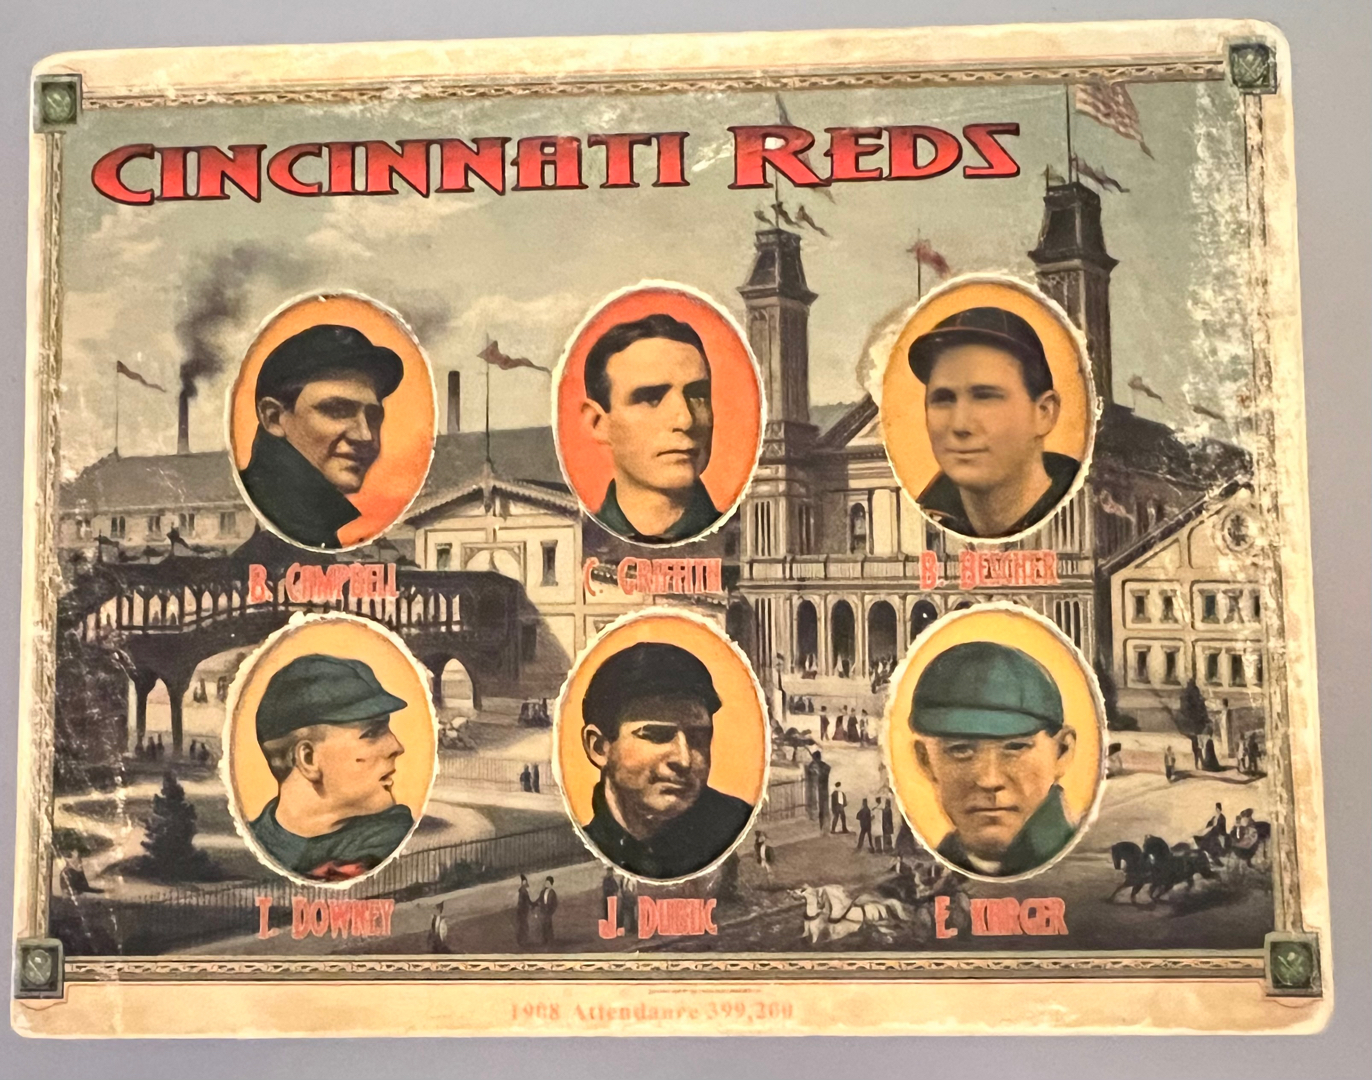 CINCINNATI REDS
B. CAMPBELL
C. GRIFFITH
B. BESCHER
T. DOWNEY
J. DUBUC
E. KARGER
1908 Attendance 399,200